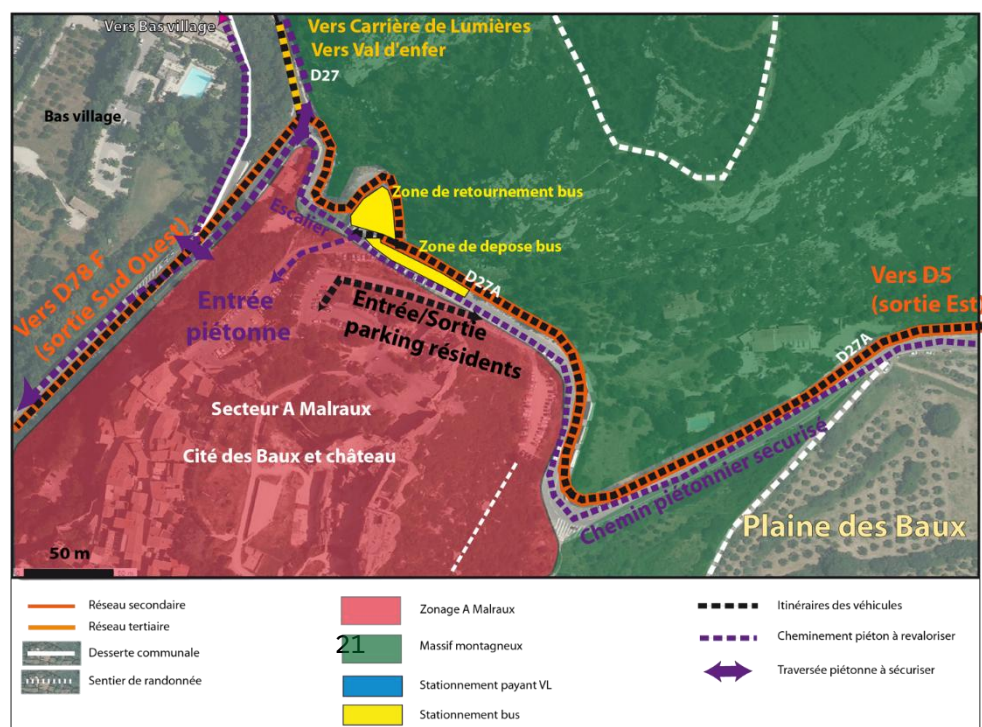 Vers Bas village
Vers Carrière de Lumières
Vers Val d'enfer
D27
Bas village
Zone de retournement bus
Escalier
Zone de depose bus
D27A
Vers D78 F
(sortie Sud Ouest)
Entrée
piétonne
Entrée/Sortie
parking résidents
Vers D5
(sortie Est)
D27A
Secteur A Malraux
Cité des Baux et château
Chemin piétonnier securisé
Plaine des Baux
50 m
Réseau secondaire
Réseau tertiaire
Desserte communale
Sentier de randonnée
Zonage A Malraux
21
Massif montagneux
Stationnement payant VL
Stationnement bus
Itinéraires des véhicules
Cheminement piéton à revaloriser
Traversée piétonne à sécuriser